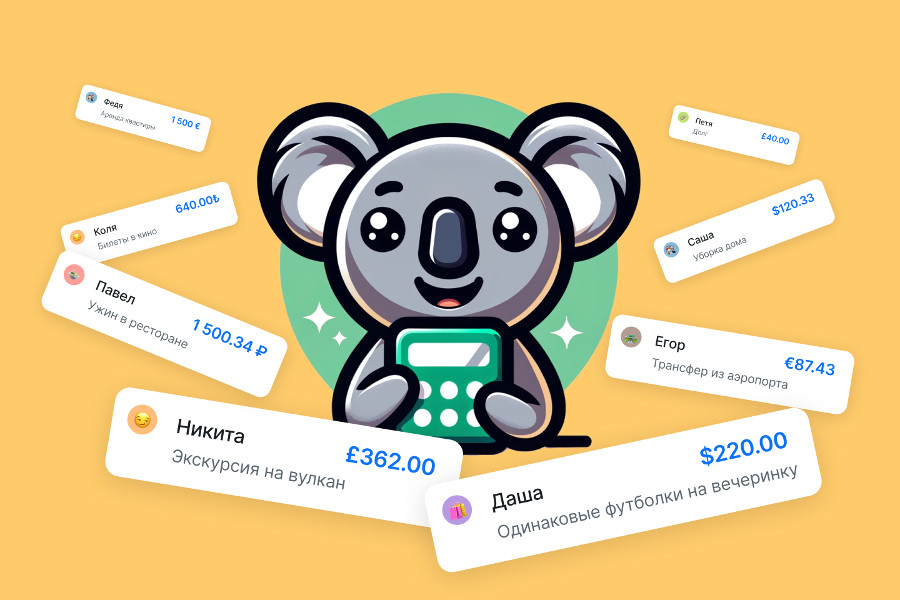 Федя
Аренда квартиры
1 500 €
Петя
Долг
£40.00
Коля
Билеты в кино
640.00₺
Саша
Уборка дома
$120.33
Павел
Ужин в ресторане
1 500.34 ₽
Егор
Трансфер из аэропорта
€87.43
Никита
Экскурсия на вулкан
£362.00
Даша
Одинаковые футболки на вечеринку
$220.00